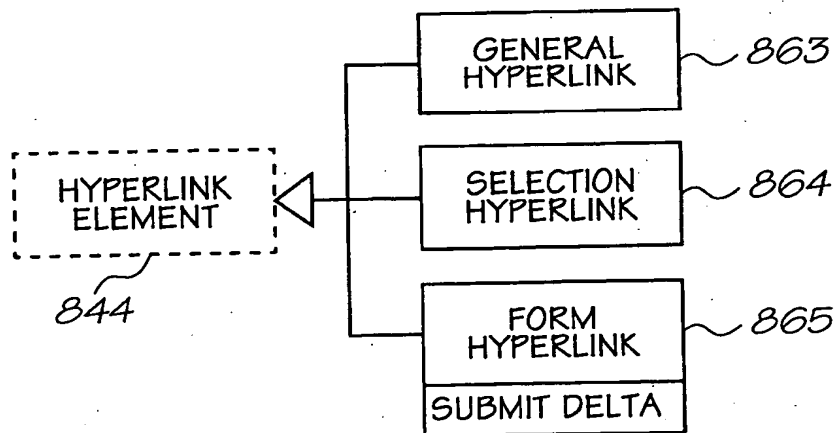 GENERAL
HYPERLINK
863
HYPERLINK
ELEMENT
844
SELECTION
HYPERLINK
864
FORM
HYPERLINK
865
SUBMIT DELTA